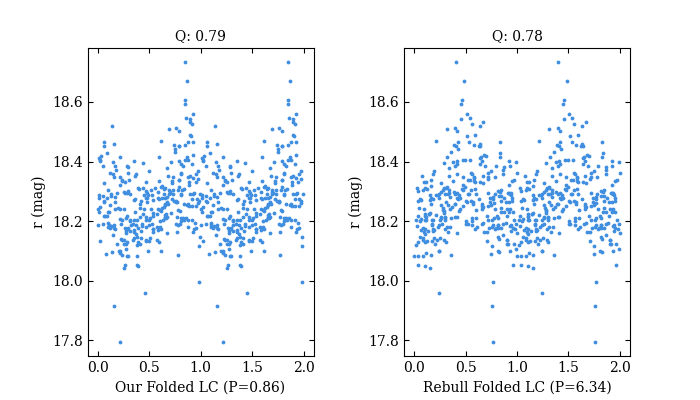 Q: 0.79
Q: 0.78
r (mag)
18.6
18.4
18.2
18.0
17.8
0.0 0.5 1.0 1.5 2.0
Our Folded LC (P=0.86)
r (mag)
18.6
18.4
18.2
18.0
17.8
0.0 0.5 1.0 1.5 2.0
Rebull Folded LC (P=6.34)